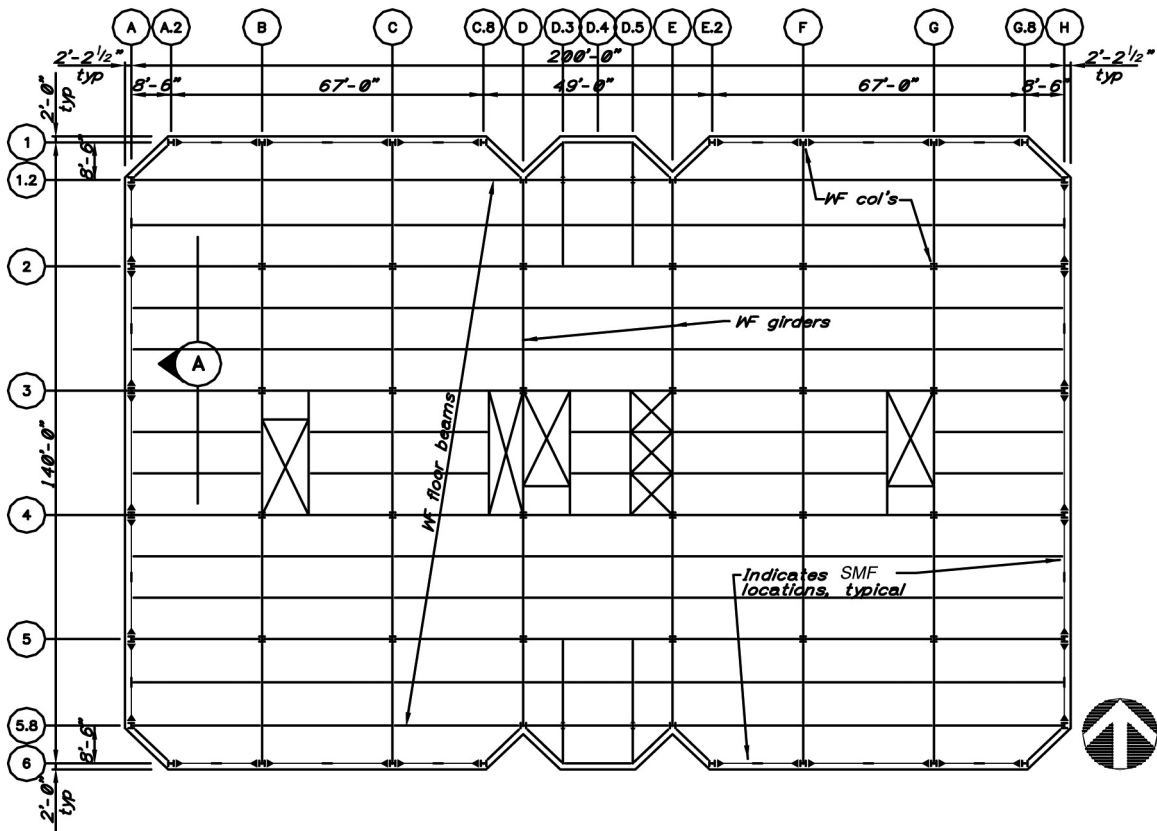 A A.2 B C C.8 D D.3 D.4 D.5 E E.2 F G G.8 H
2'-2 1/2" typ
200'-0"
2'-2 1/2" typ
8'-6" 67'-0" 49'-0" 67'-0" 8'-6"
2'-0" typ
1
8'-6"
1.2
WF col's
2
WF girders
A
3
140'-0"
WF floor beams
4
Indicates SMF
locations, typical
5
5.8
8'-6"
6
2'-0" typ